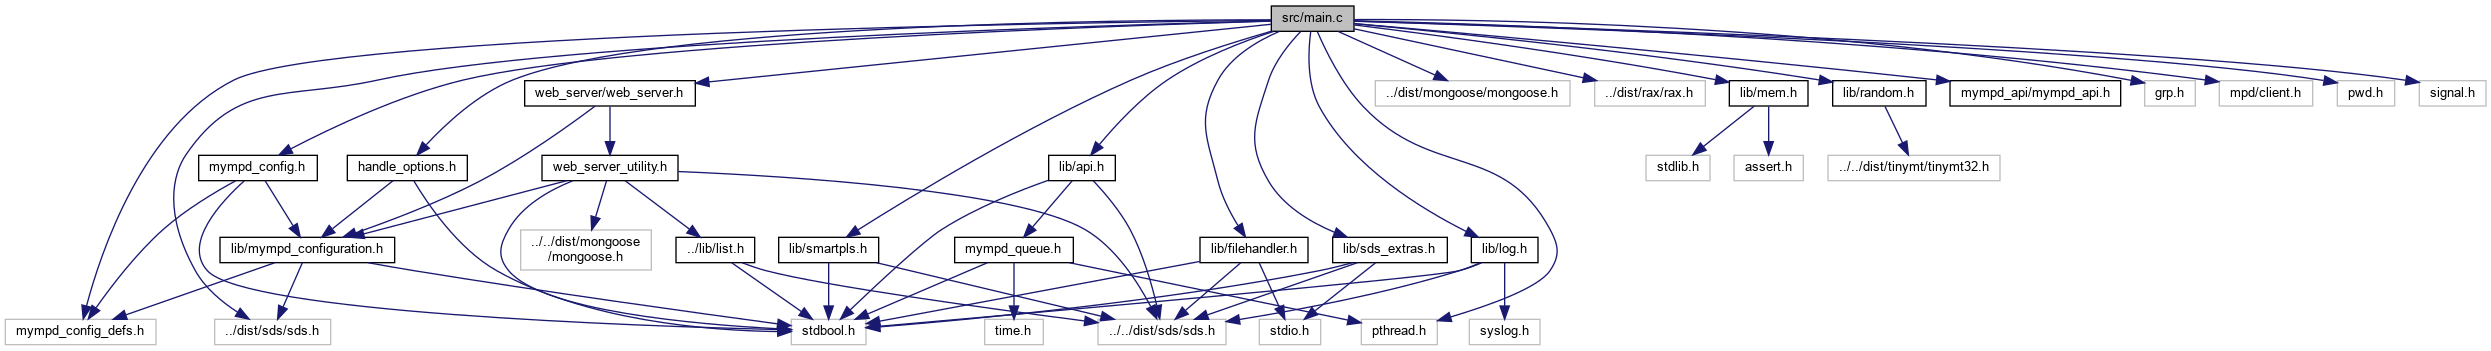 src/main.c
web_server/web_server.h
../dist/mongoose/mongoose.h
../dist/rax/rax.h
lib/mem.h
lib/random.h
mympd_api/mympd_api.h
grp.h
mpd/client.h
pwd.h
signal.h
mympd_config.h
handle_options.h
web_server_utility.h
lib/api.h
stdlib.h
assert.h
../../dist/tinymt/tinymt32.h
lib/mympd_configuration.h
../../dist/mongoose
/mongoose.h
../lib/list.h
lib/smartpls.h
mympd_queue.h
lib/filehandler.h
lib/sds_extras.h
lib/log.h
mympd_config_defs.h
../dist/sds/sds.h
stdbool.h
time.h
../../dist/sds/sds.h
stdio.h
pthread.h
syslog.h